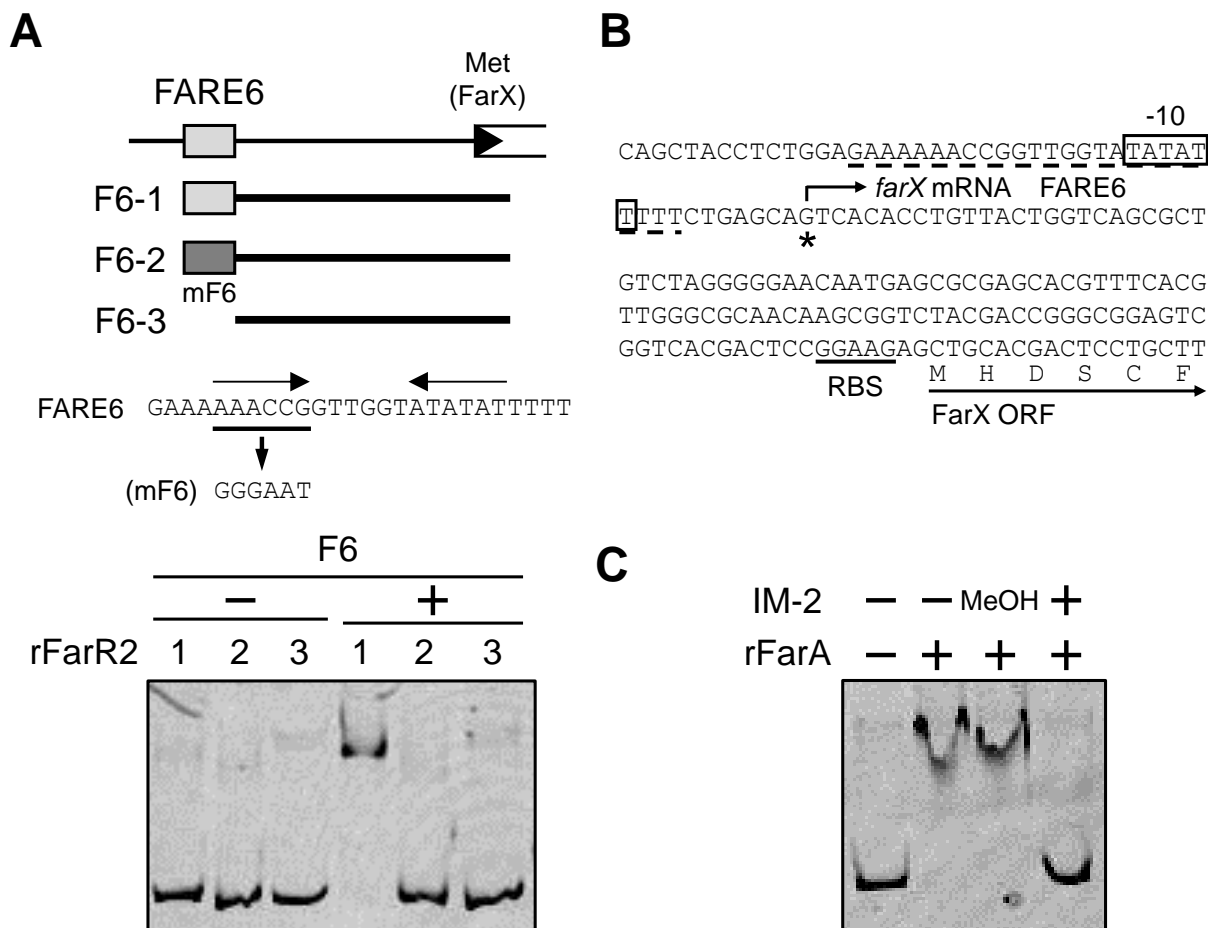 A
FARE6
Met
(FarX)
F6-1
F6-2
mF6
F6-3
FARE6 GAAAAAACCGGTTGGTATATATTTTT
(mF6) GGGAAT
F6
− +
rFarR2 1 2 3 1 2 3
B
-10
CAGCTACCTCTGGAGAAAAAACCGGTTGGTATATAT
farX mRNA FARE6
TTTTCTGAGCAGTCACACCTGTTACTGGTCAGCGCT
*
GTCTAGGGGGAACAATGAGCGCGAGCACGTTTCACG
TTGGGCGCAACAAGCGGTCTACGACCGGGCGGAGTC
GGTCACGACTCCGGAAGAGCTGCACGACTCCTGCTT
RBS M H D S C F
FarX ORF
C
IM-2 − − MeOH +
rFarA − + + +